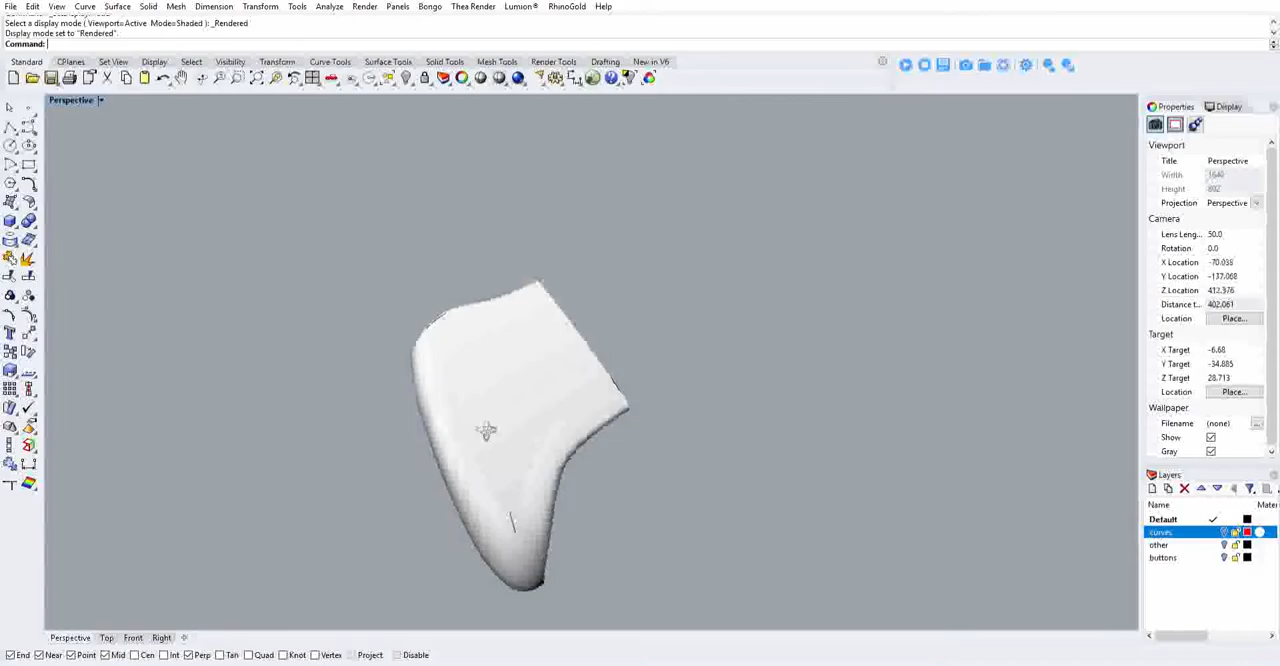 File Edit View Curve Surface Solid Mesh Dimension Transform Tools Analyze Render Panels Bongo Thea Render Lumion® RhinoGold Help
Select a display mode ( Viewport=Active Mode=Shaded ): _Rendered
Display mode set to "Rendered".
Command:
Standard CPlanes Set View Display Select Visibility Transform Curve Tools Surface Tools Solid Tools Mesh Tools Render Tools Drafting New in V6
Perspective
Properties Display
Viewport
Title Perspective
Width 1640
Height 802
Projection Perspective
Camera
Lens Leng... 50.0
Rotation 0.0
X Location -70.038
Y Location -137.068
Z Location 412.376
Distance t... 402.061
Location Place...
Target
X Target -6.68
Y Target -34.885
Z Target 28.713
Location Place...
Wallpaper
Filename (none) ...
Show
Gray
Layers
Name Mater
Default
curves
other
buttons
Perspective Top Front Right
End Near Point Mid Cen Int Perp Tan Quad Knot Vertex Project Disable